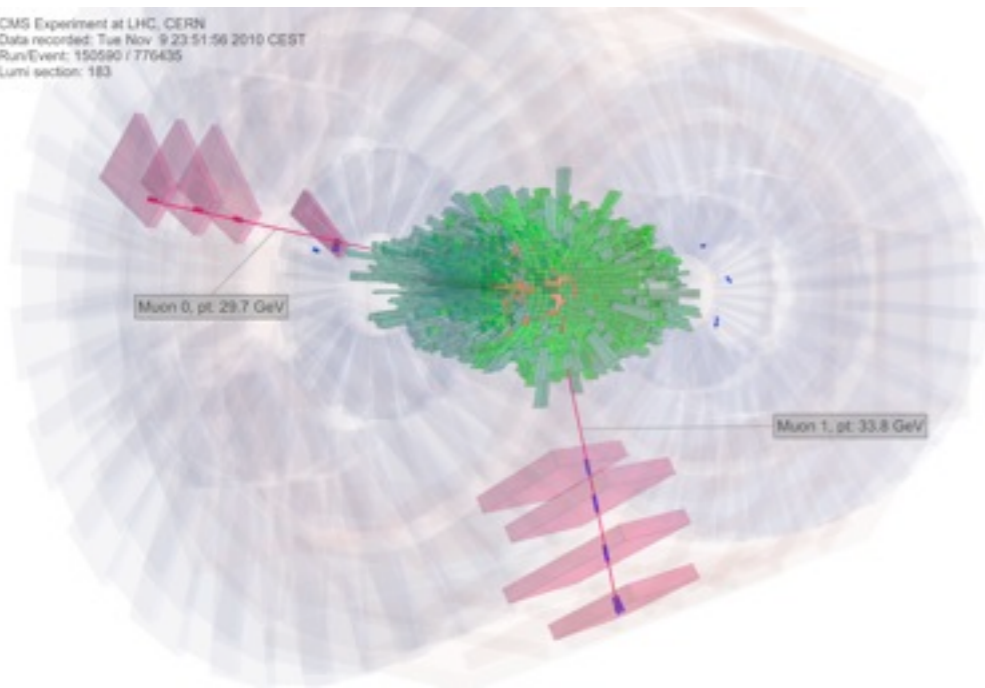 CMS Experiment at LHC, CERN
Data recorded: Tue Nov 9 23:51:56 2010 CEST
Run/Event: 150590 / 776435
Lumi section: 183
Muon 0, pt: 29.7 GeV
Muon 1, pt: 33.8 GeV